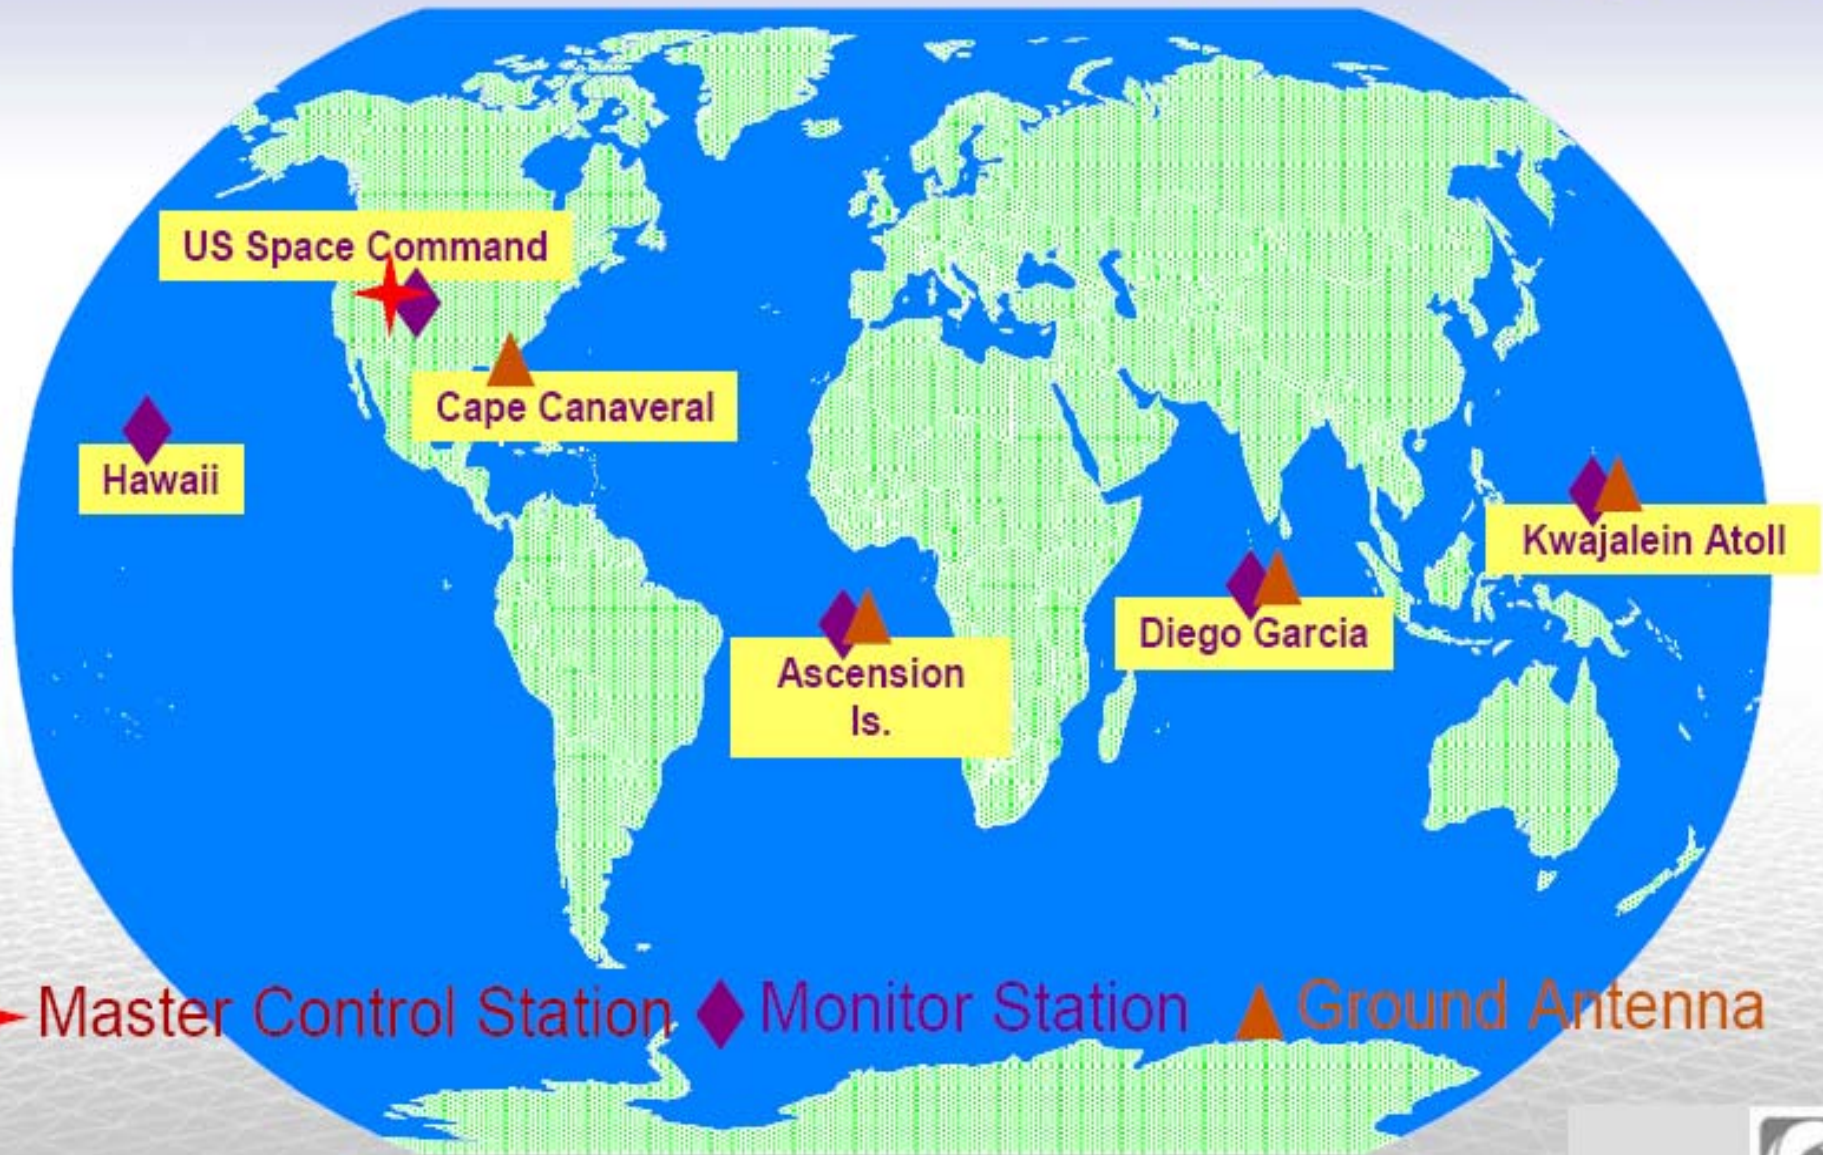 US Space Command
Cape Canaveral
Hawaii
Kwajalein Atoll
Diego Garcia
Ascension
Is.
Master Control Station
Monitor Station
Ground Antenna